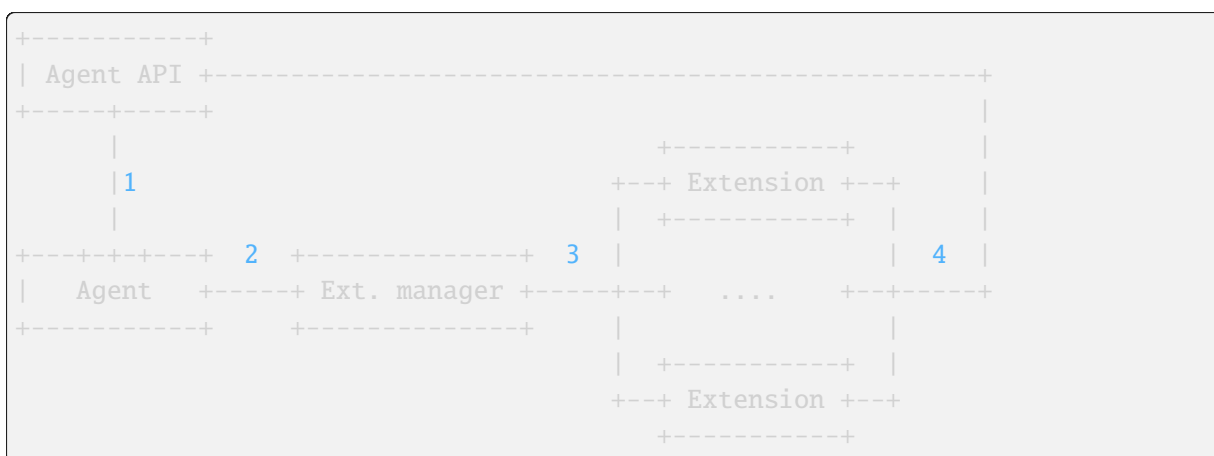 +------------+
| Agent API +--------------------------------------------------+
+------+-----+                                                  |
      |                                   +-----------+        |
      |1                               +--+ Extension +--+     |
      |                                |  +-----------+  |     |
+----+-+-+---+  2  +---------------+  3  |                 |  4  |
|   Agent   +-----+ Ext. manager +-----+--+   ....    +--+-----+
+------------+     +---------------+     |                 |
                                       |  +-----------+  |
                                       +--+ Extension +--+
                                          +-----------+